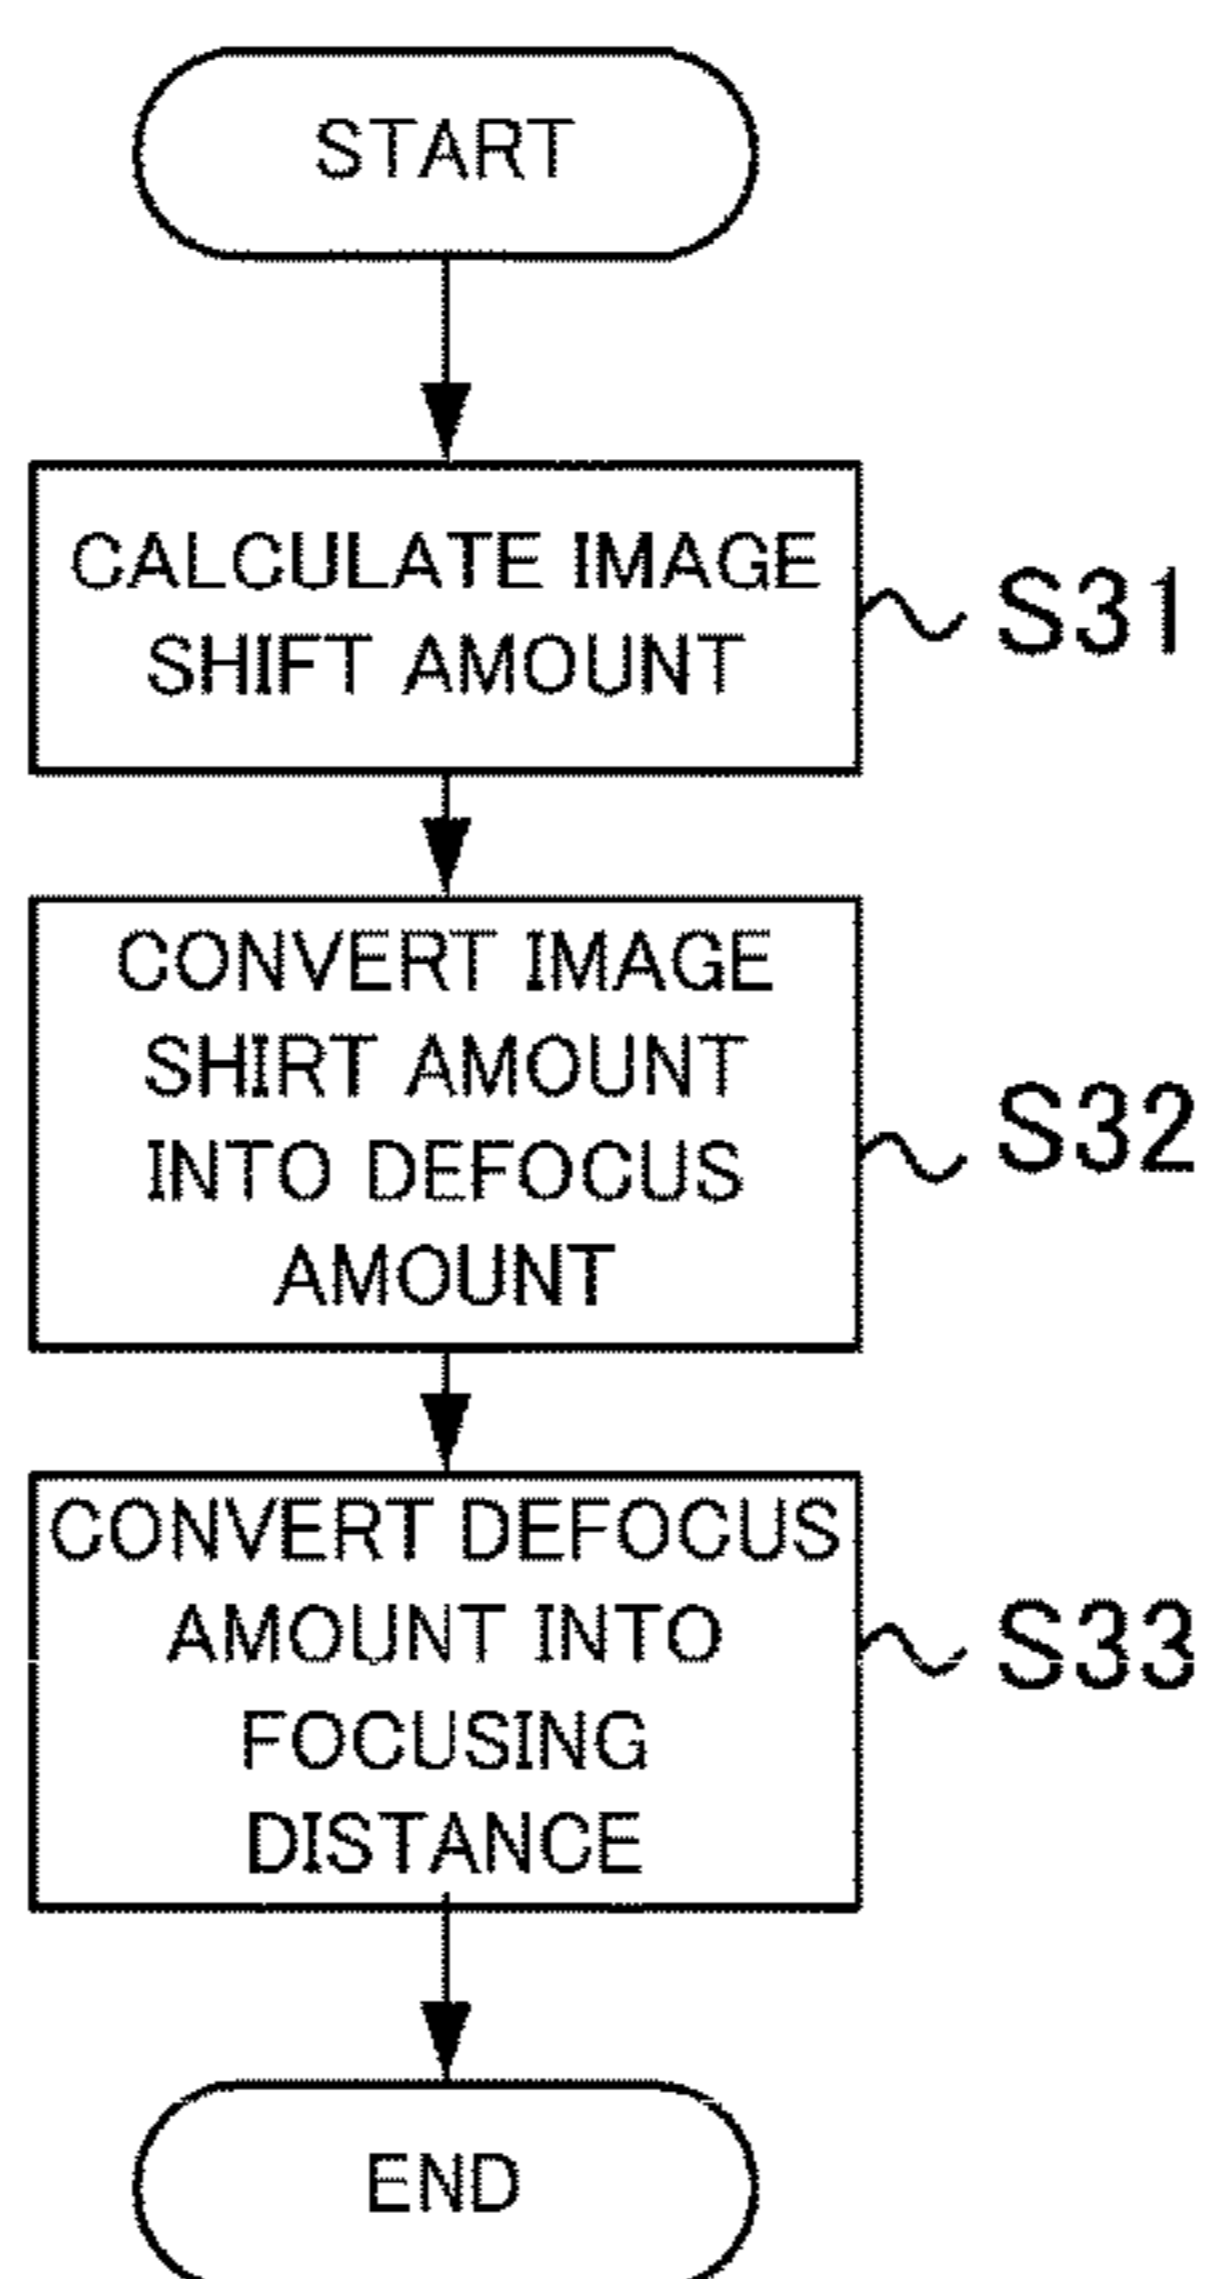 START
CALCULATE IMAGE
SHIFT AMOUNT
S31
CONVERT IMAGE
SHIRT AMOUNT
INTO DEFOCUS
AMOUNT
S32
CONVERT DEFOCUS
AMOUNT INTO
FOCUSING
DISTANCE
S33
END